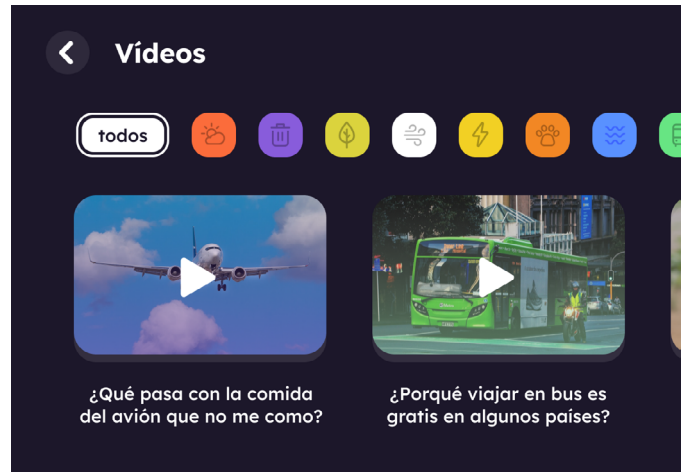 Vídeos
todos
¿Qué pasa con la comida
del avión que no me como?
¿Porqué viajar en bus es
gratis en algunos países?